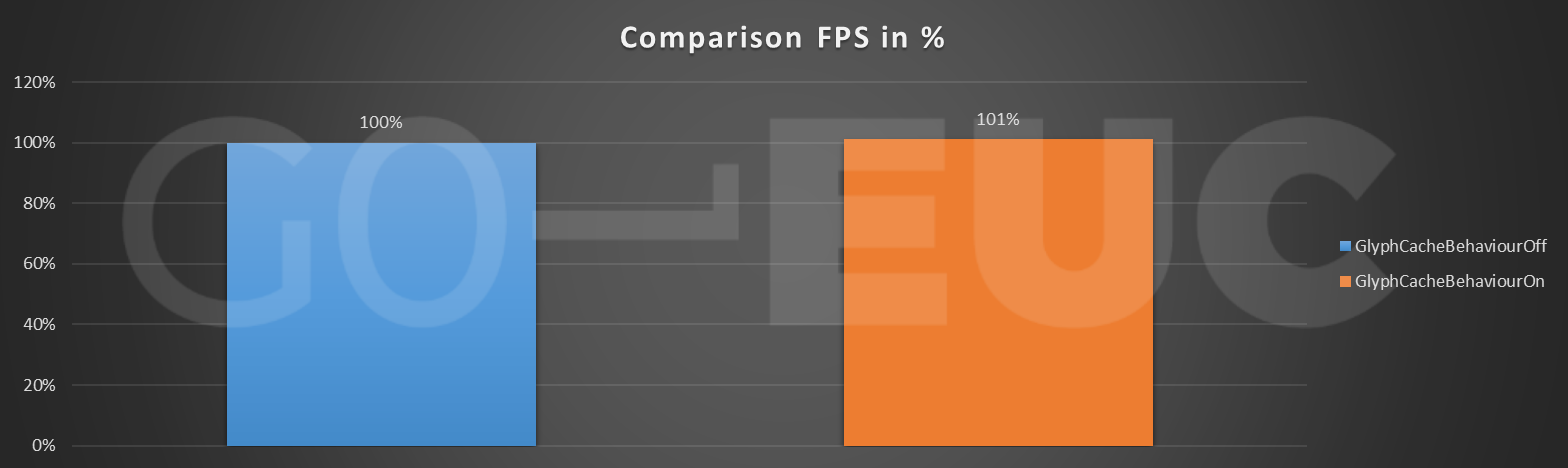 Comparison FPS in %
120%
100%
80%
60%
40%
20%
0%
100%
101%
GO-EUC
GlyphCacheBehaviourOff
GlyphCacheBehaviourOn